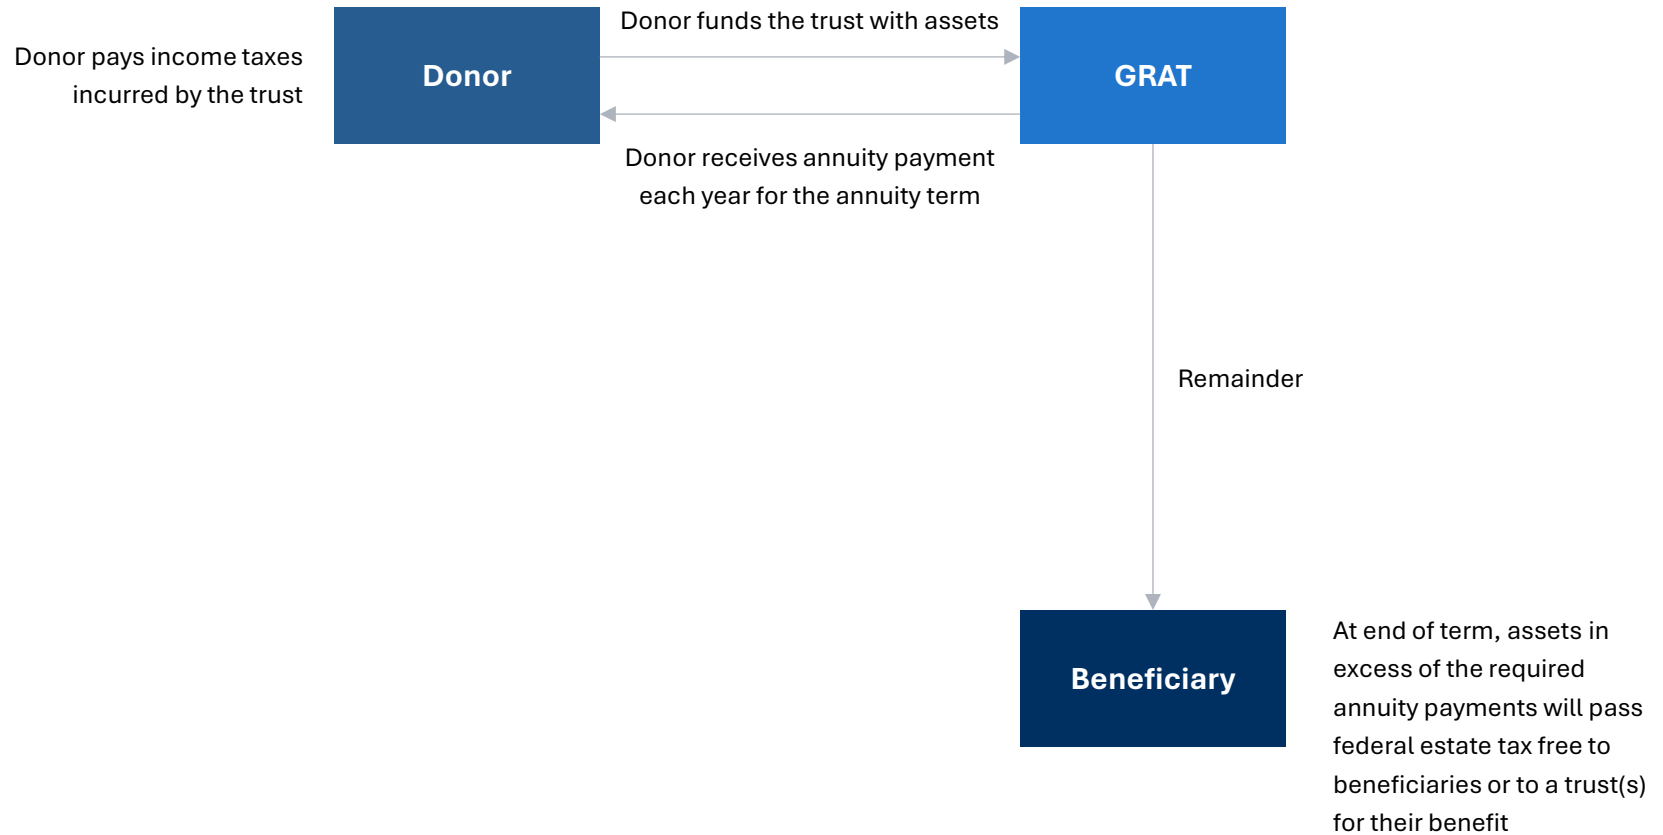 Donor funds the trust with assets
Donor pays income taxes
incurred by the trust
Donor
GRAT
Donor receives annuity payment
each year for the annuity term
Remainder
Beneficiary
At end of term, assets in
excess of the required
annuity payments will pass
federal estate tax free to
beneficiaries or to a trust(s)
for their benefit